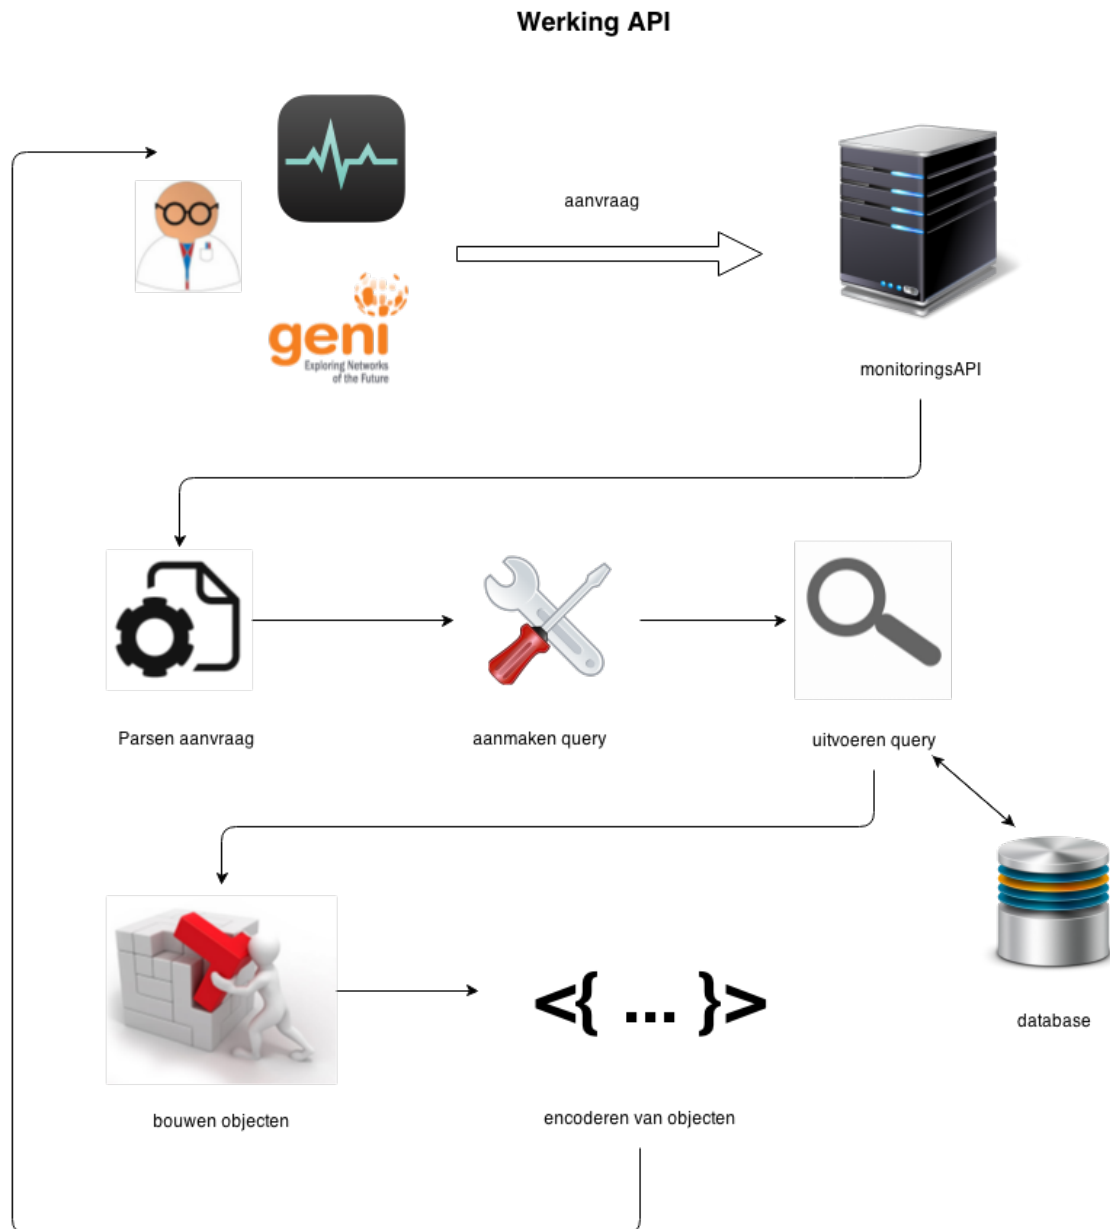 Werking API
aanvraag
geni
Exploring Networks
of the Future
monitoringsAPI
Parsen aanvraag
aanmaken query
uitvoeren query
<{ ... }>
database
bouwen objecten
encoderen van objecten